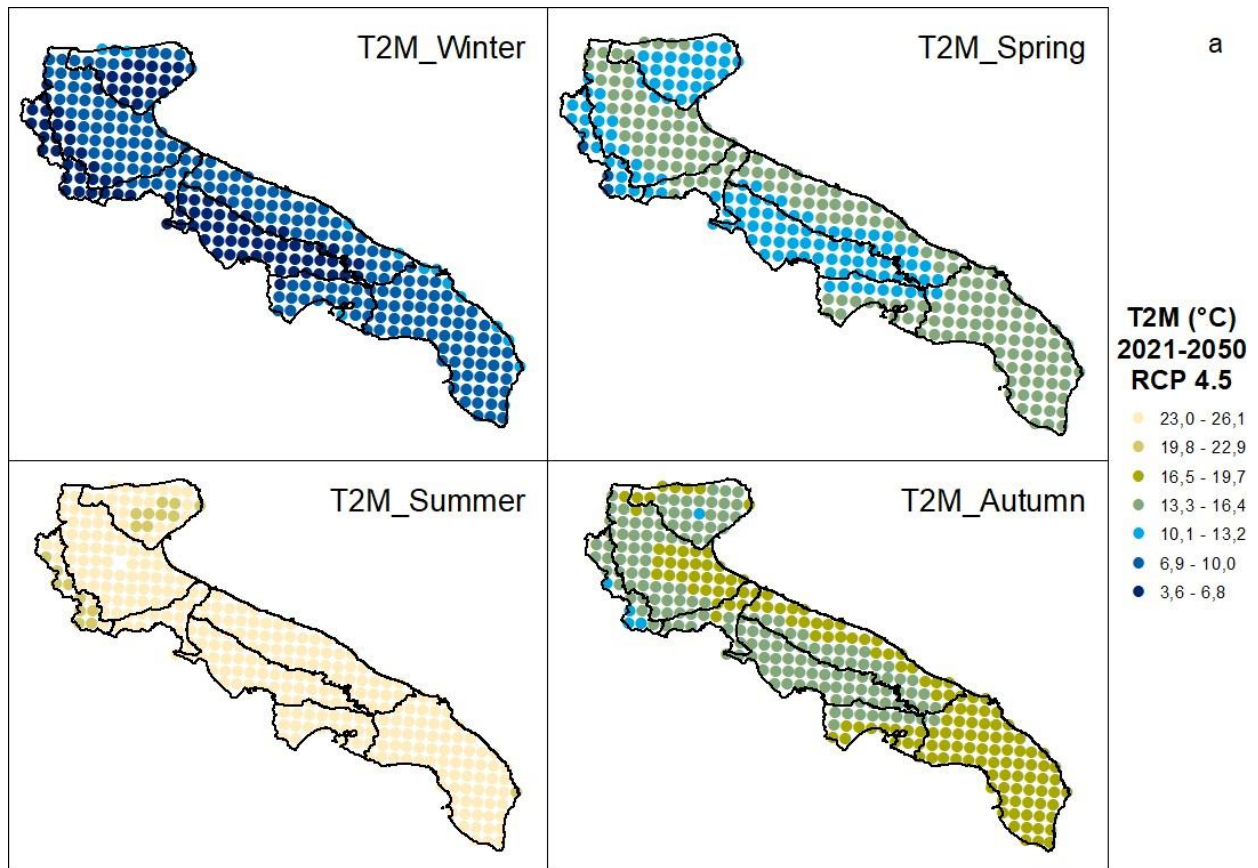 T2M_Winter
T2M_Spring
a
T2M_Summer
T2M_Autumn
T2M (°C)
2021-2050
RCP 4.5
23,0 - 26,1
19,8 - 22,9
16,5 - 19,7
13,3 - 16,4
10,1 - 13,2
6,9 - 10,0
3,6 - 6,8